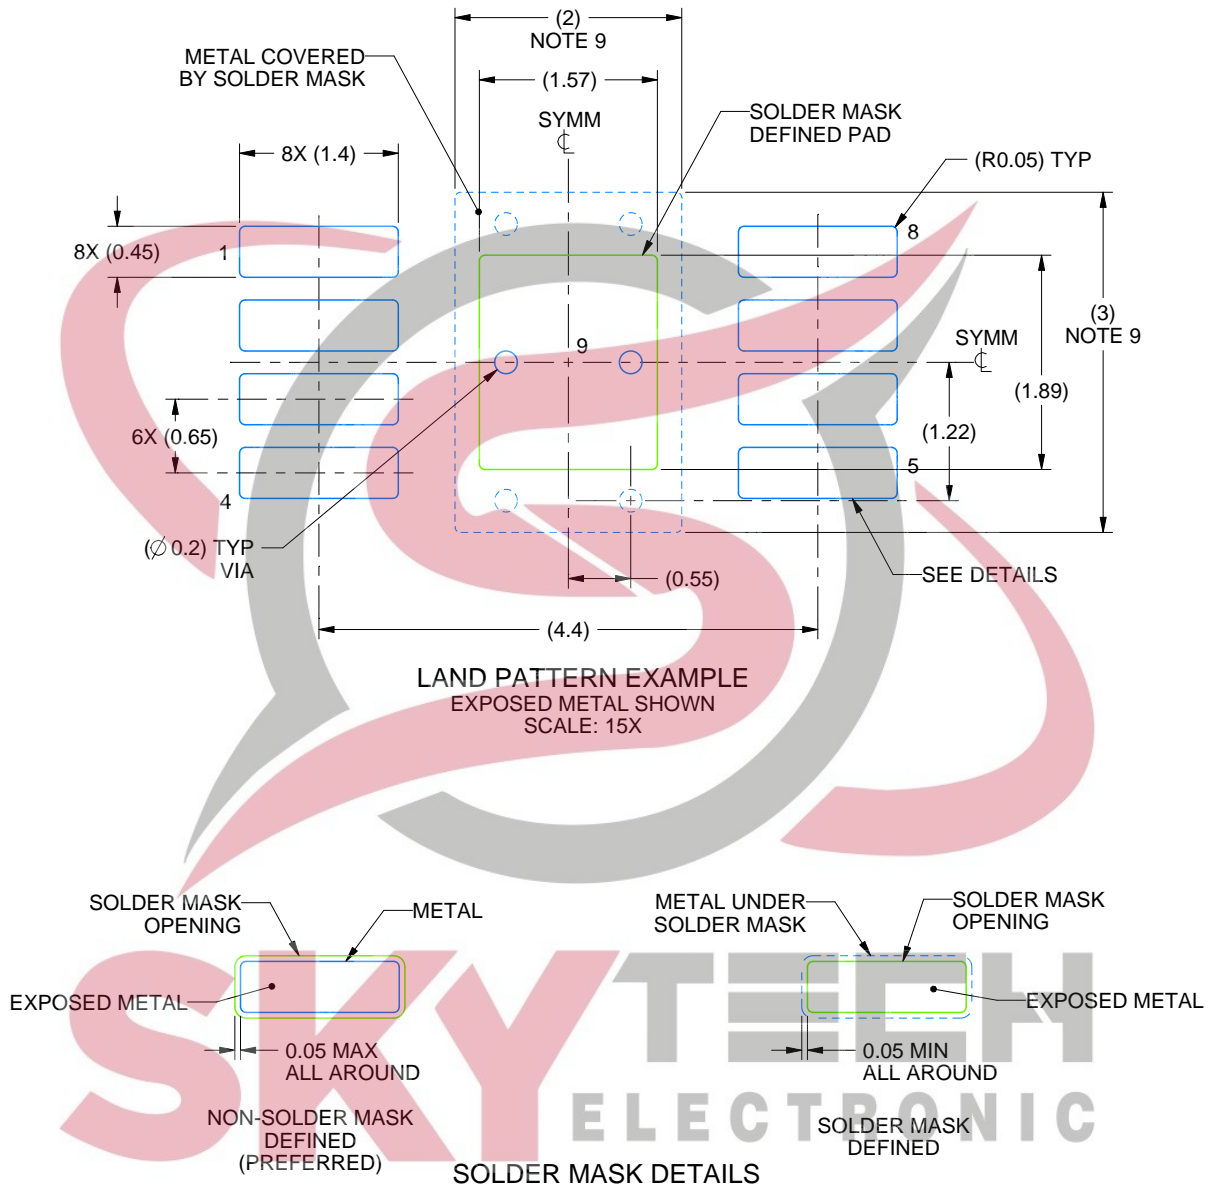 (2)
NOTE 9
METAL COVERED
BY SOLDER MASK
(1.57)
SYMM
SOLDER MASK
DEFINED PAD
8X (1.4)
(R0.05) TYP
8X (0.45)
1
8
(3)
NOTE 9
9
SYMM
(1.89)
(1.22)
6X (0.65)
4
5
(∅ 0.2) TYP
VIA
(0.55)
SEE DETAILS
(4.4)
LAND PATTERN EXAMPLE
EXPOSED METAL SHOWN
SCALE: 15X
SOLDER MASK
OPENING
METAL
METAL UNDER
SOLDER MASK
SOLDER MASK
OPENING
EXPOSED METAL
EXPOSED METAL
0.05 MAX
ALL AROUND
0.05 MIN
ALL AROUND
NON-SOLDER MASK
DEFINED
(PREFERRED)
SOLDER MASK
DEFINED
SOLDER MASK DETAILS
SKYTECH
ELECTRONIC